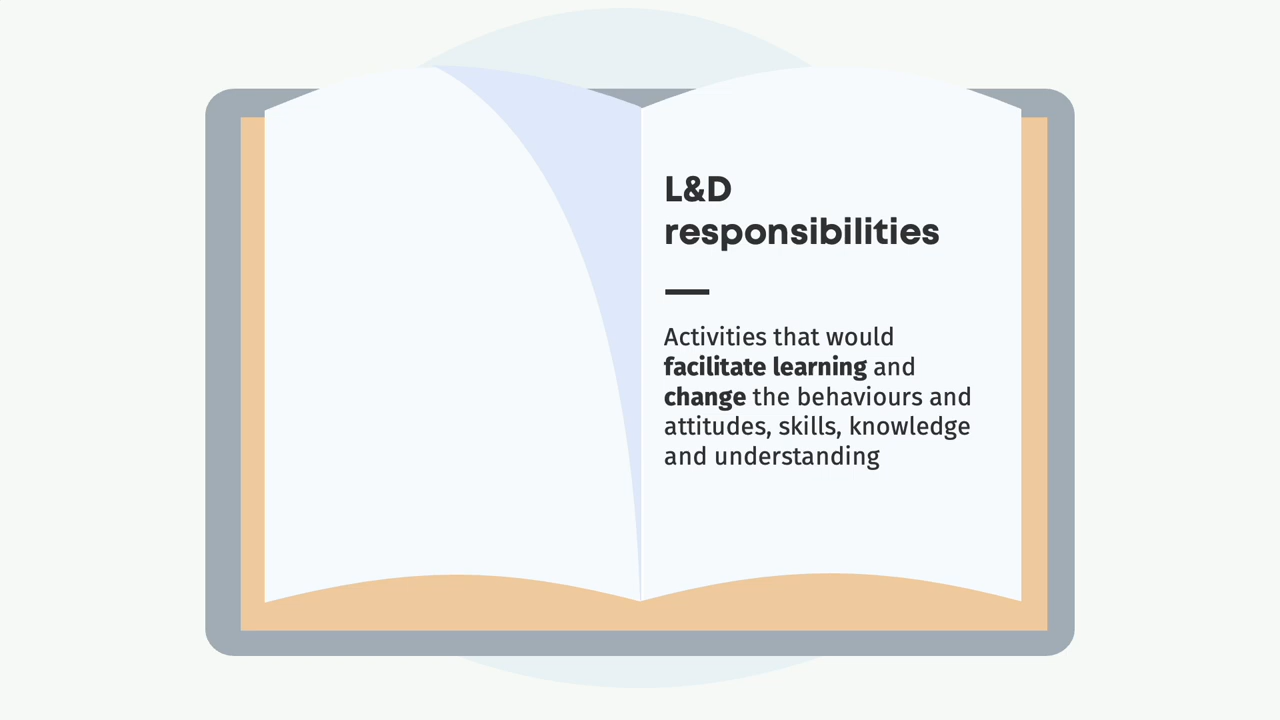 L&D
responsibilities
Activities that would
facilitate learning and
change the behaviours and
attitudes, skills, knowledge
and understanding